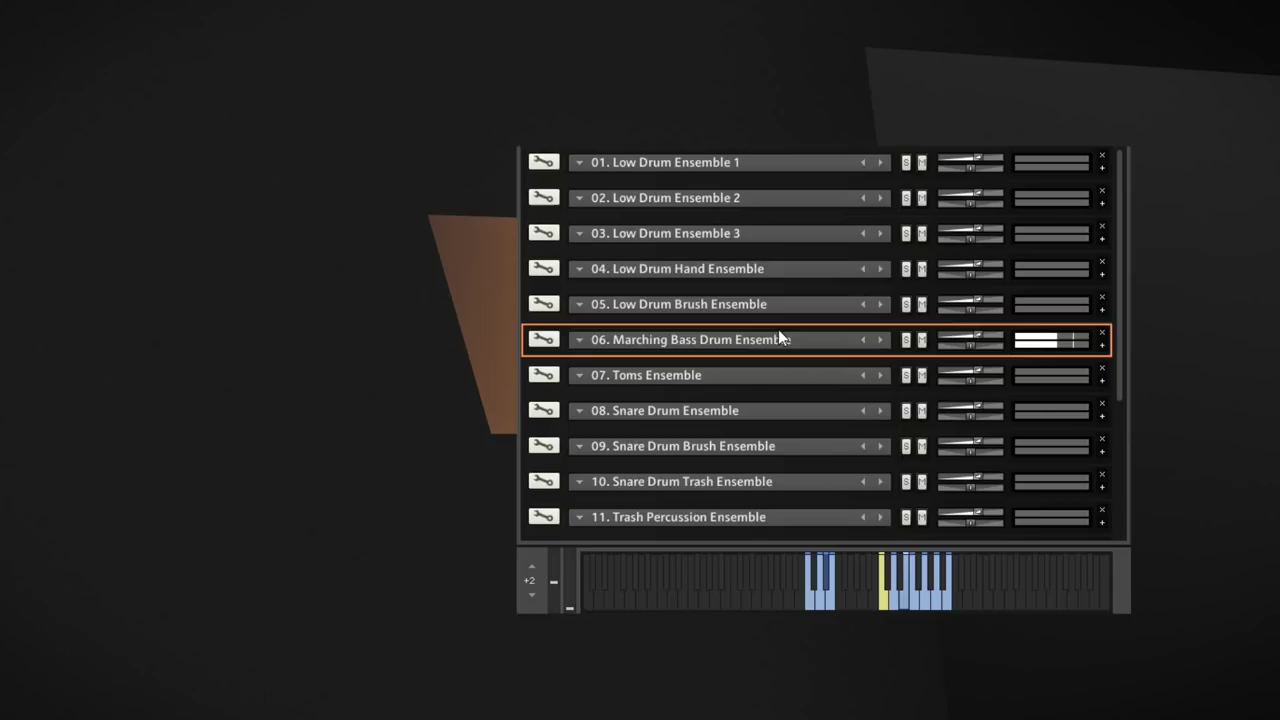 01. Low Drum Ensemble 1 S M
02. Low Drum Ensemble 2 S M
03. Low Drum Ensemble 3 S M
04. Low Drum Hand Ensemble S M
05. Low Drum Brush Ensemble S M
06. Marching Bass Drum Ensemble S M
07. Toms Ensemble S M
08. Snare Drum Ensemble S M
09. Snare Drum Brush Ensemble S M
10. Snare Drum Trash Ensemble S M
11. Trash Percussion Ensemble S M
+2